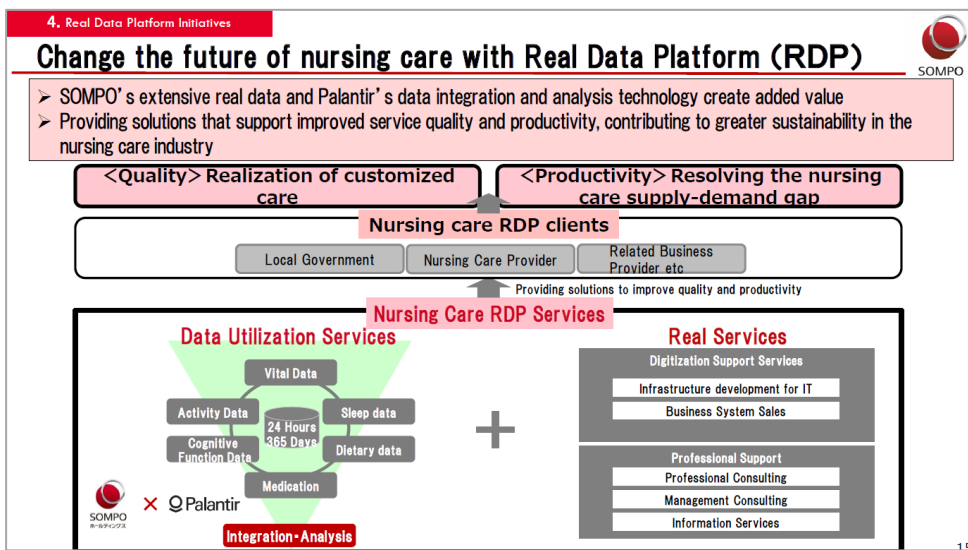 4. Real Data Platform Initiatives
Change the future of nursing care with Real Data Platform (RDP)
SOMPO
➢ SOMPO's extensive real data and Palantir's data integration and analysis technology create added value
➢ Providing solutions that support improved service quality and productivity, contributing to greater sustainability in the
nursing care industry
<Quality> Realization of customized
care
<Productivity> Resolving the nursing
care supply-demand gap
Nursing care RDP clients
Local Government
Nursing Care Provider
Related Business
Provider etc
Providing solutions to improve quality and productivity
Nursing Care RDP Services
Data Utilization Services
Vital Data
Activity Data
Sleep data
24 Hours
365 Days
Cognitive
Function Data
Dietary data
Medication
SOMPO
ホールディングス
×
Palantir
Integration・Analysis
+
Real Services
Digitization Support Services
Infrastructure development for IT
Business System Sales
Professional Support
Professional Consulting
Management Consulting
Information Services